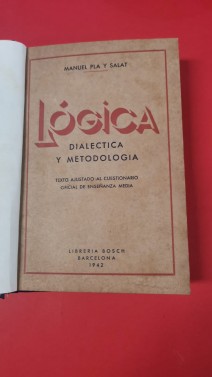 MANUEL PLA Y SALAT
LÓGICA
DIALECTICA
Y METODOLOGIA
TEXTO AJUSTADO AL CUESTIONARIO
OFICIAL DE ENSEÑANZA MEDIA
LIBRERIA BOSCH
BARCELONA
1942